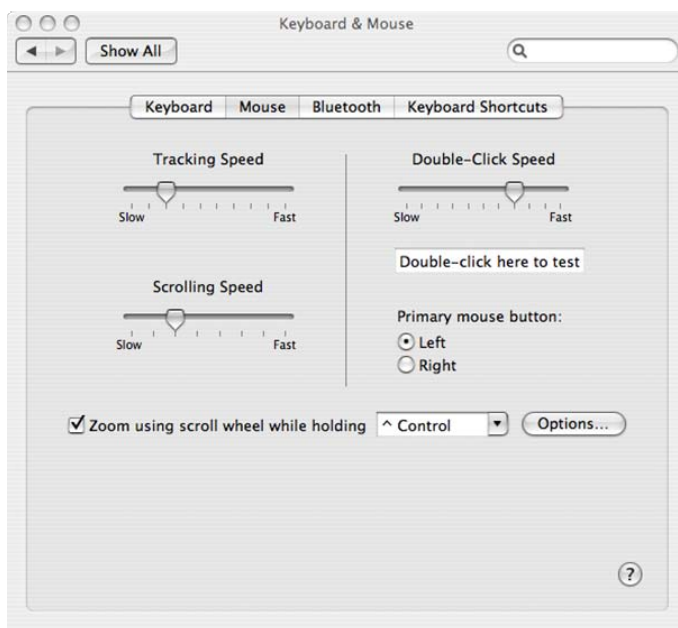 Keyboard & Mouse
Show All
Keyboard Mouse Bluetooth Keyboard Shortcuts
Tracking Speed
Slow Fast
Scrolling Speed
Slow Fast
Double-Click Speed
Slow Fast
Double-click here to test
Primary mouse button:
Left
Right
Zoom using scroll wheel while holding ^ Control Options...
?